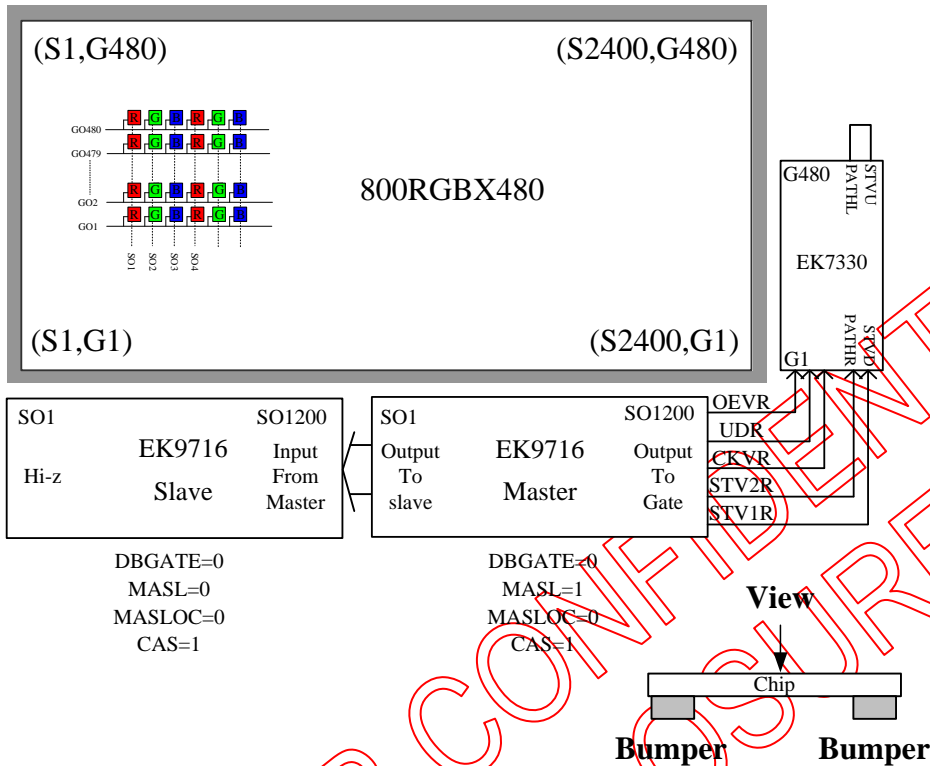 (S1,G480)
(S2400,G480)
R G B R G B
GO480
R G B R G B
GO479
R G B R G B
GO2
R G B R G B
GO1
SO1
SO2
SO3
SO4
800RGBX480
(S1,G1)
(S2400,G1)
G480
PATHL
STVU
EK7330
PATHR
STVD
G1
SO1
SO1200
EK9716
Slave
Hi-z
Input
From
Master
SO1
SO1200
EK9716
Master
Output
To
slave
Output
To
Gate
OEVR
UDR
CKVR
STV2R
STV1R
DBGATE=0
MASL=0
MASLOC=0
CAS=1
DBGATE=0
MASL=1
MASLOC=0
CAS=1
View
Chip
Bumper
Bumper